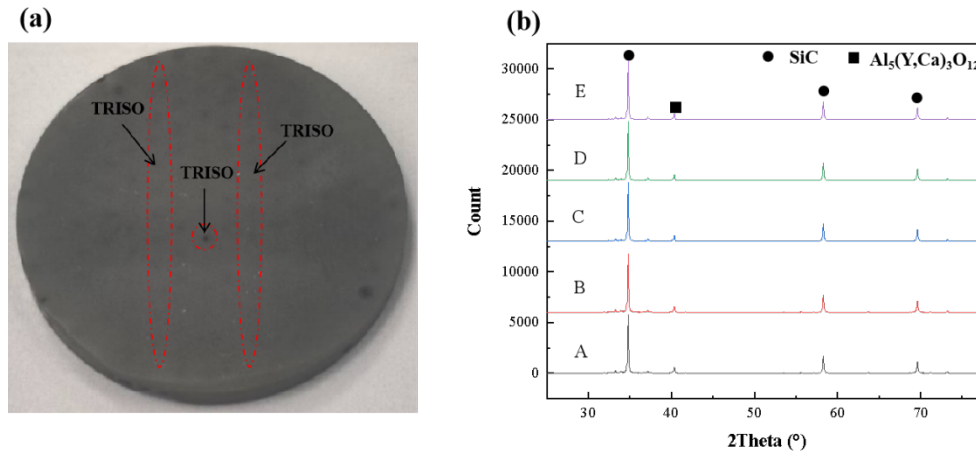 (a)
TRISO
TRISO
TRISO
(b)
SiC
Al₅(Y,Ca)₃O₁₂
30000
25000
20000
15000
10000
5000
0
Count
E
D
C
B
A
30
40
50
60
70
2Theta (°)